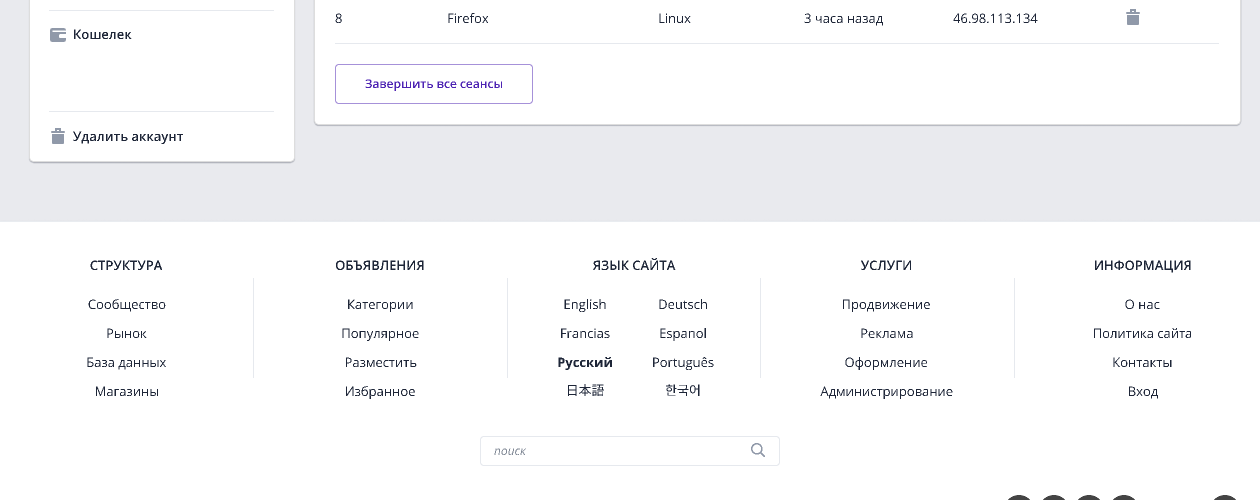 8 Firefox Linux 3 часа назад 46.98.113.134
Кошелек
Завершить все сеансы
Удалить аккаунт
СТРУКТУРА ОБЪЯВЛЕНИЯ ЯЗЫК САЙТА УСЛУГИ ИНФОРМАЦИЯ
Сообщество Категории English Deutsch Продвижение О нас
Рынок Популярное Francias Espanol Реклама Политика сайта
База данных Разместить Русский Português Оформление Контакты
Магазины Избранное 日本語 한국어 Администрирование Вход
поиск